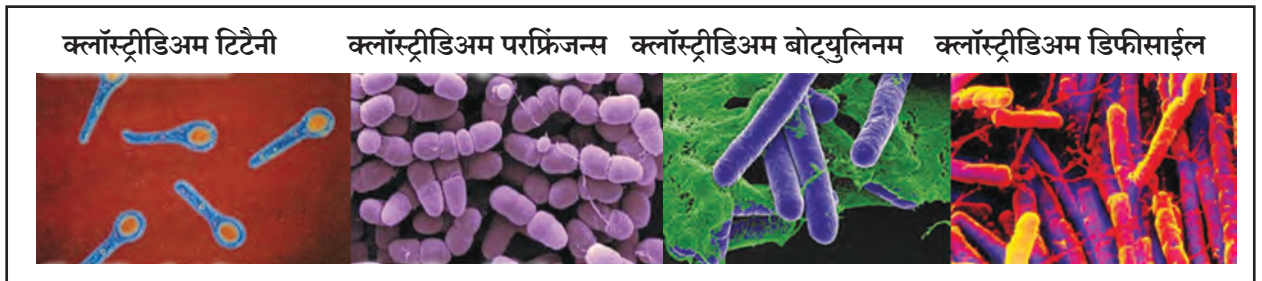 क्लॉस्ट्रीडिअम टिटैनी क्लॉस्ट्रीडिअम परफ्रिंजन्स क्लॉस्ट्रीडिअम बोट्युलिनम क्लॉस्ट्रीडिअम डिफीसाईल